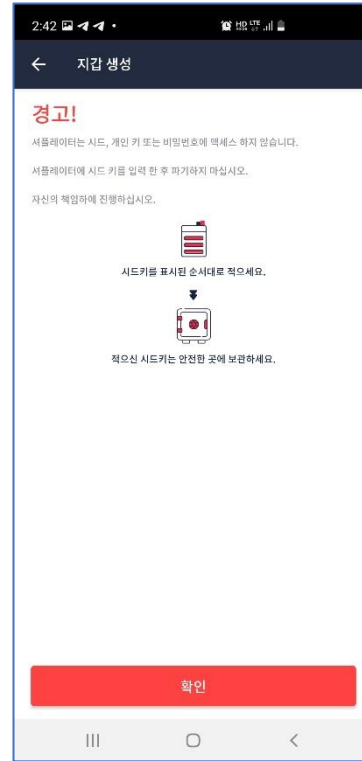 2:42
지갑 생성
경고!
셔플레이터는 시드, 개인 키 또는 비밀번호에 액세스 하지 않습니다.
셔플레이터에 시드 키를 입력 한 후 파기하지 마십시오.
자신의 책임하에 진행하십시오.
시드키를 표시된 순서대로 적으세요.
적으신 시드키는 안전한 곳에 보관하세요.
확인